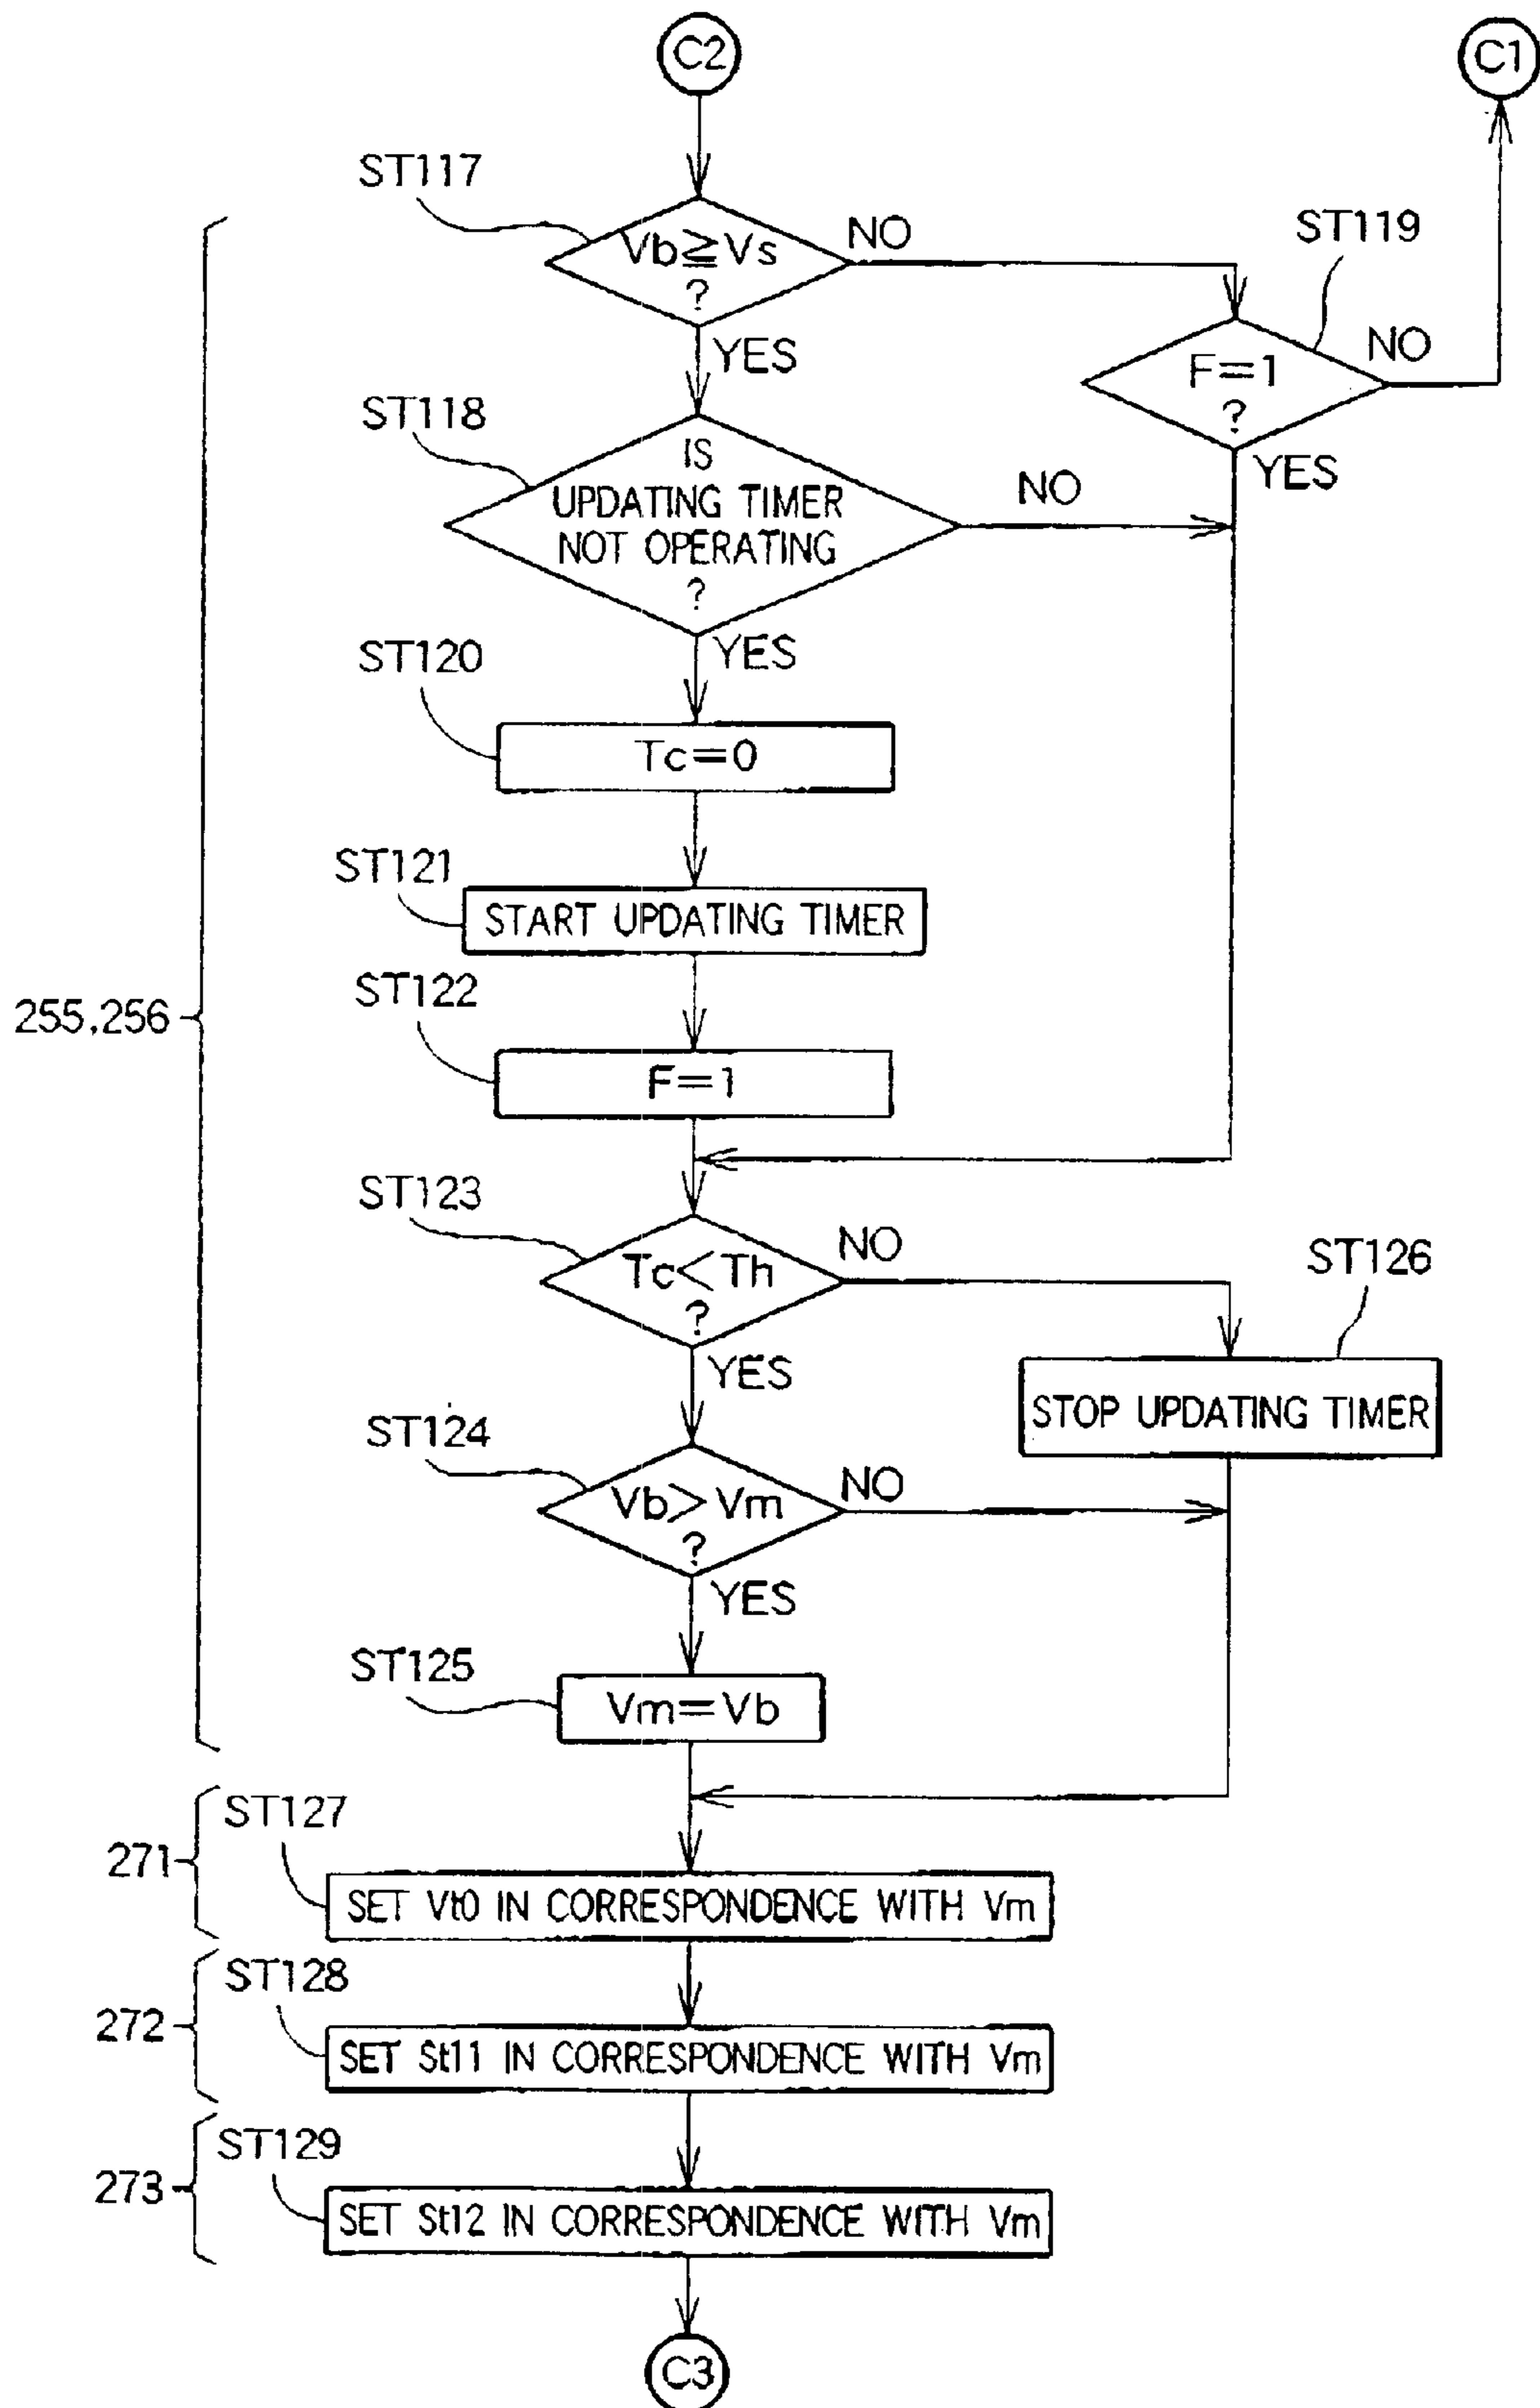 C2
C1
ST117
Vb≧Vs
?
NO
YES
ST119
F=1
?
NO
YES
ST118
IS
UPDATING TIMER
NOT OPERATING
?
NO
YES
ST120
Tc=0
ST121
START UPDATING TIMER
ST122
F=1
255,256
ST123
Tc<Th
?
NO
YES
ST126
STOP UPDATING TIMER
ST124
Vb>Vm
?
NO
YES
ST125
Vm=Vb
271
ST127
SET Vt0 IN CORRESPONDENCE WITH Vm
272
ST128
SET St11 IN CORRESPONDENCE WITH Vm
273
ST129
SET St12 IN CORRESPONDENCE WITH Vm
C3